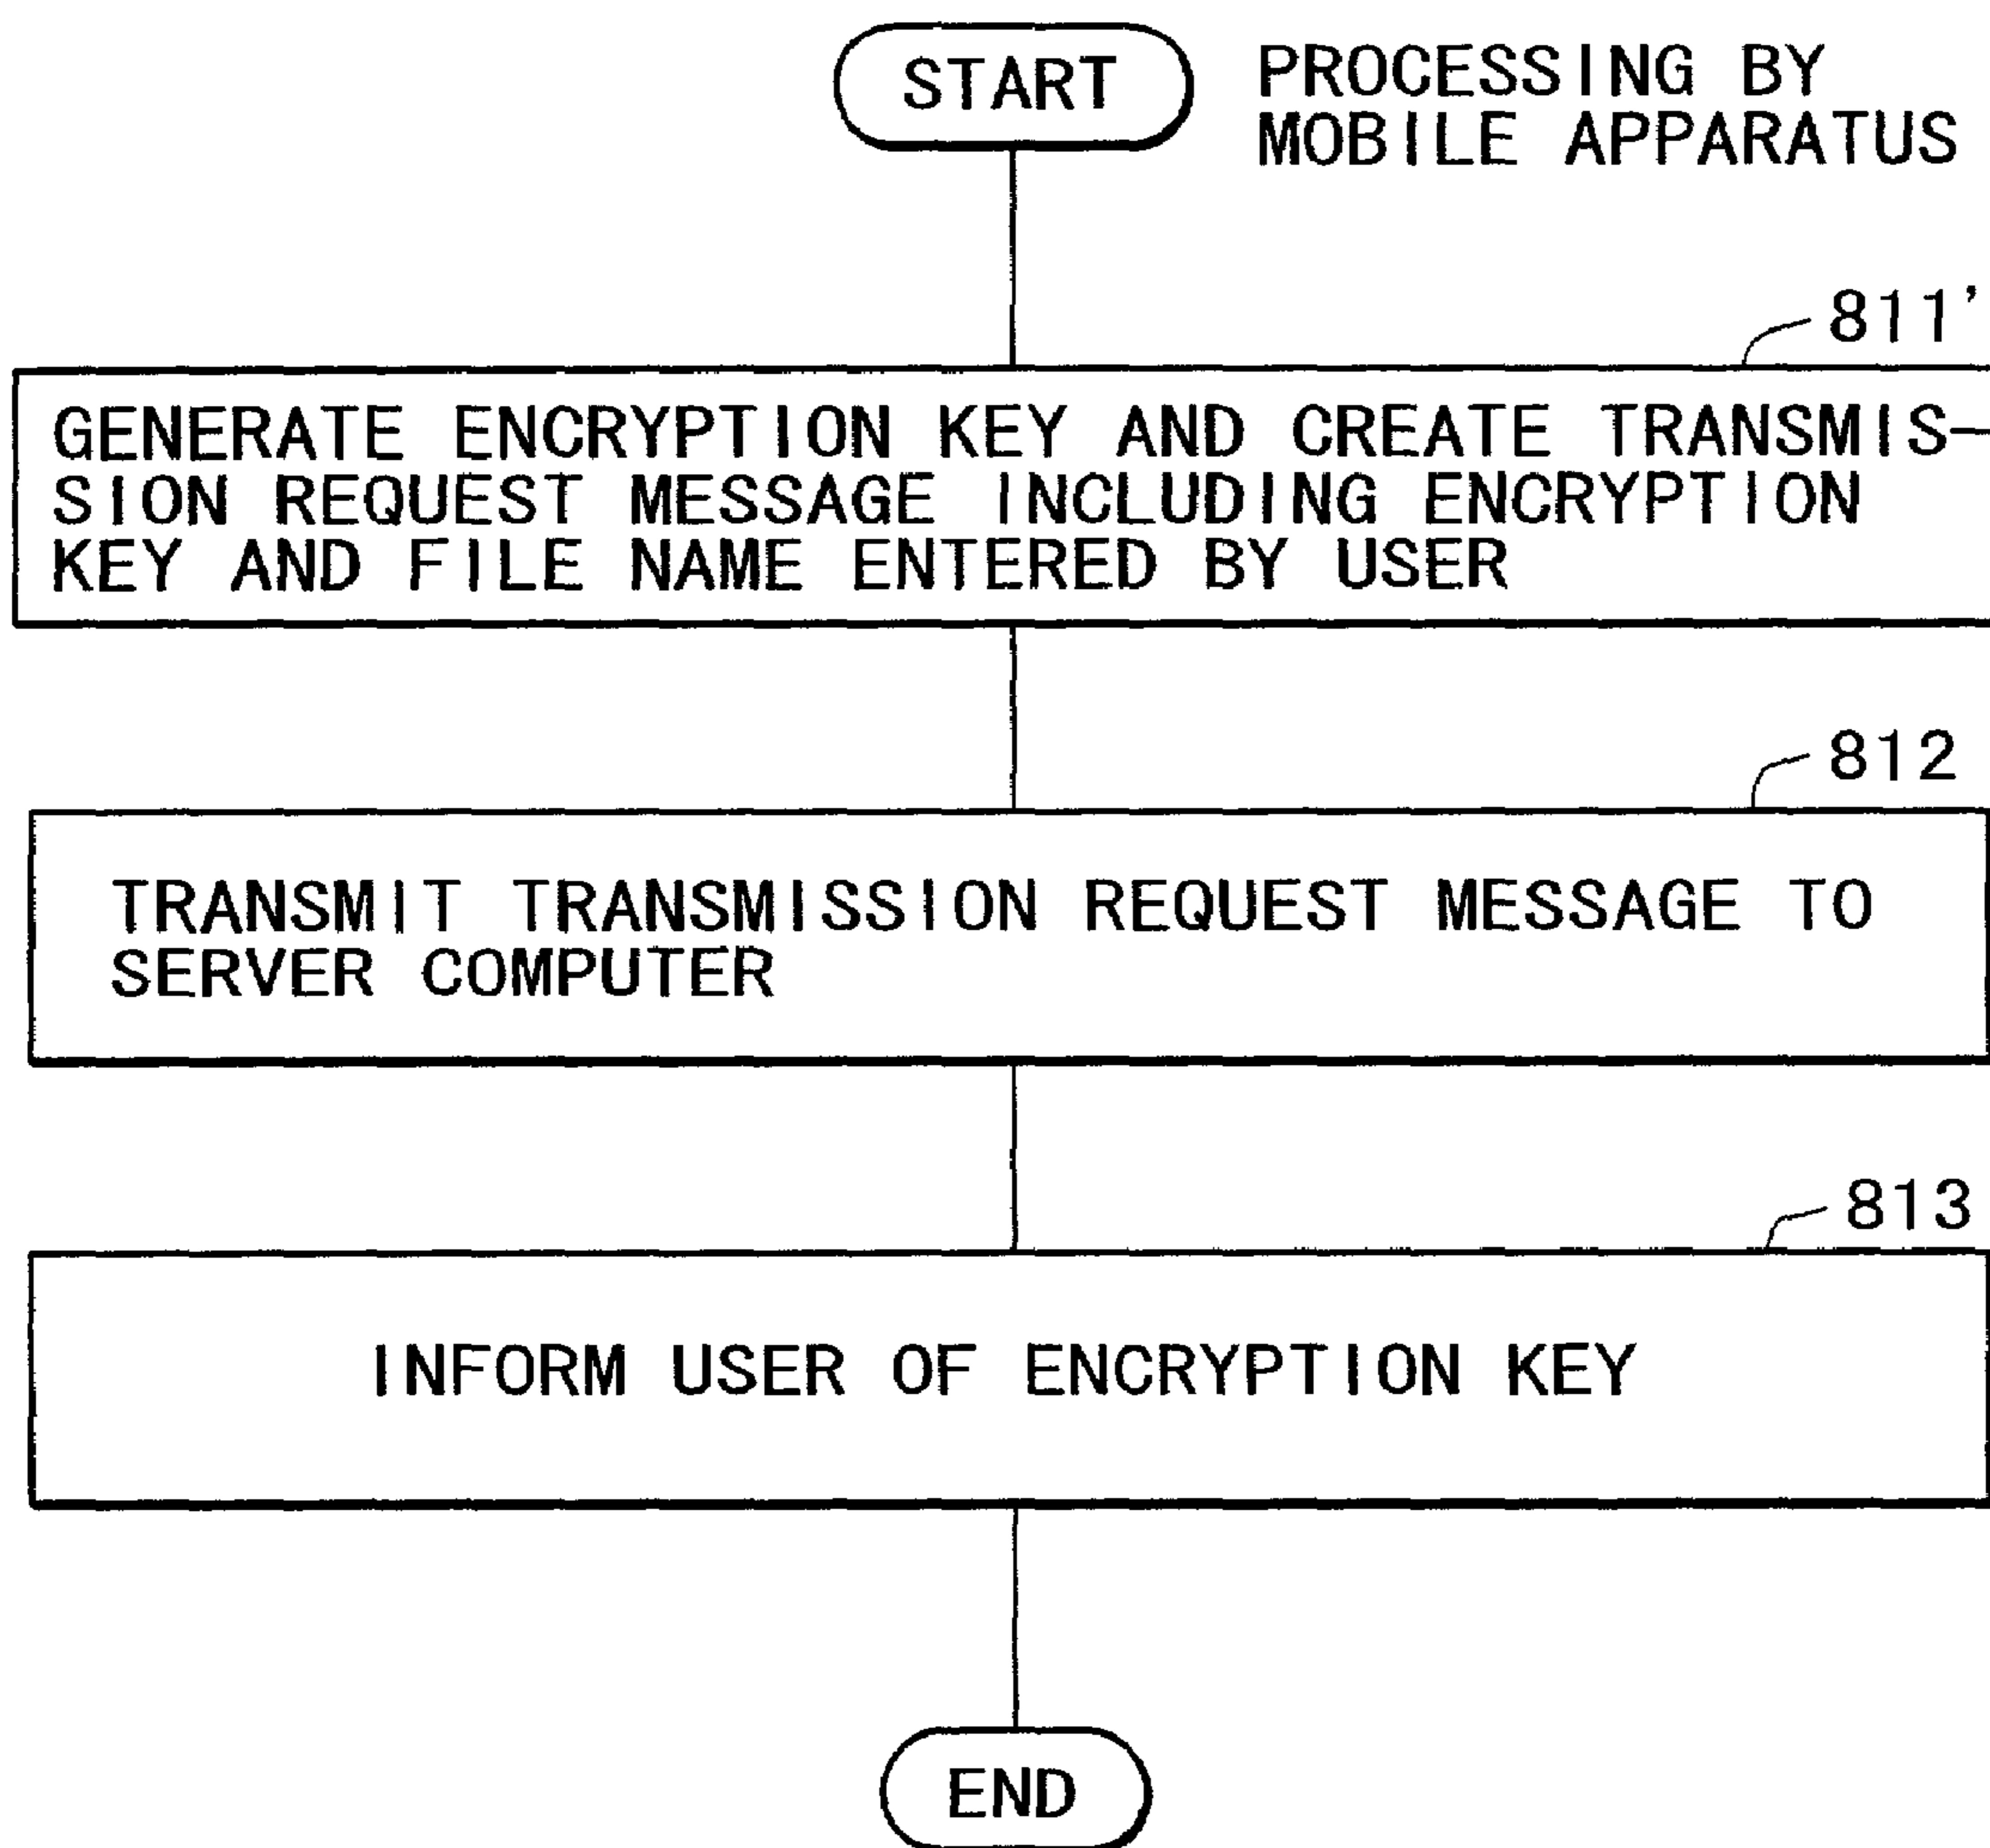 START
PROCESSING BY
MOBILE APPARATUS
811'
GENERATE ENCRYPTION KEY AND CREATE TRANSMIS-
SION REQUEST MESSAGE INCLUDING ENCRYPTION
KEY AND FILE NAME ENTERED BY USER
812
TRANSMIT TRANSMISSION REQUEST MESSAGE TO
SERVER COMPUTER
813
INFORM USER OF ENCRYPTION KEY
END